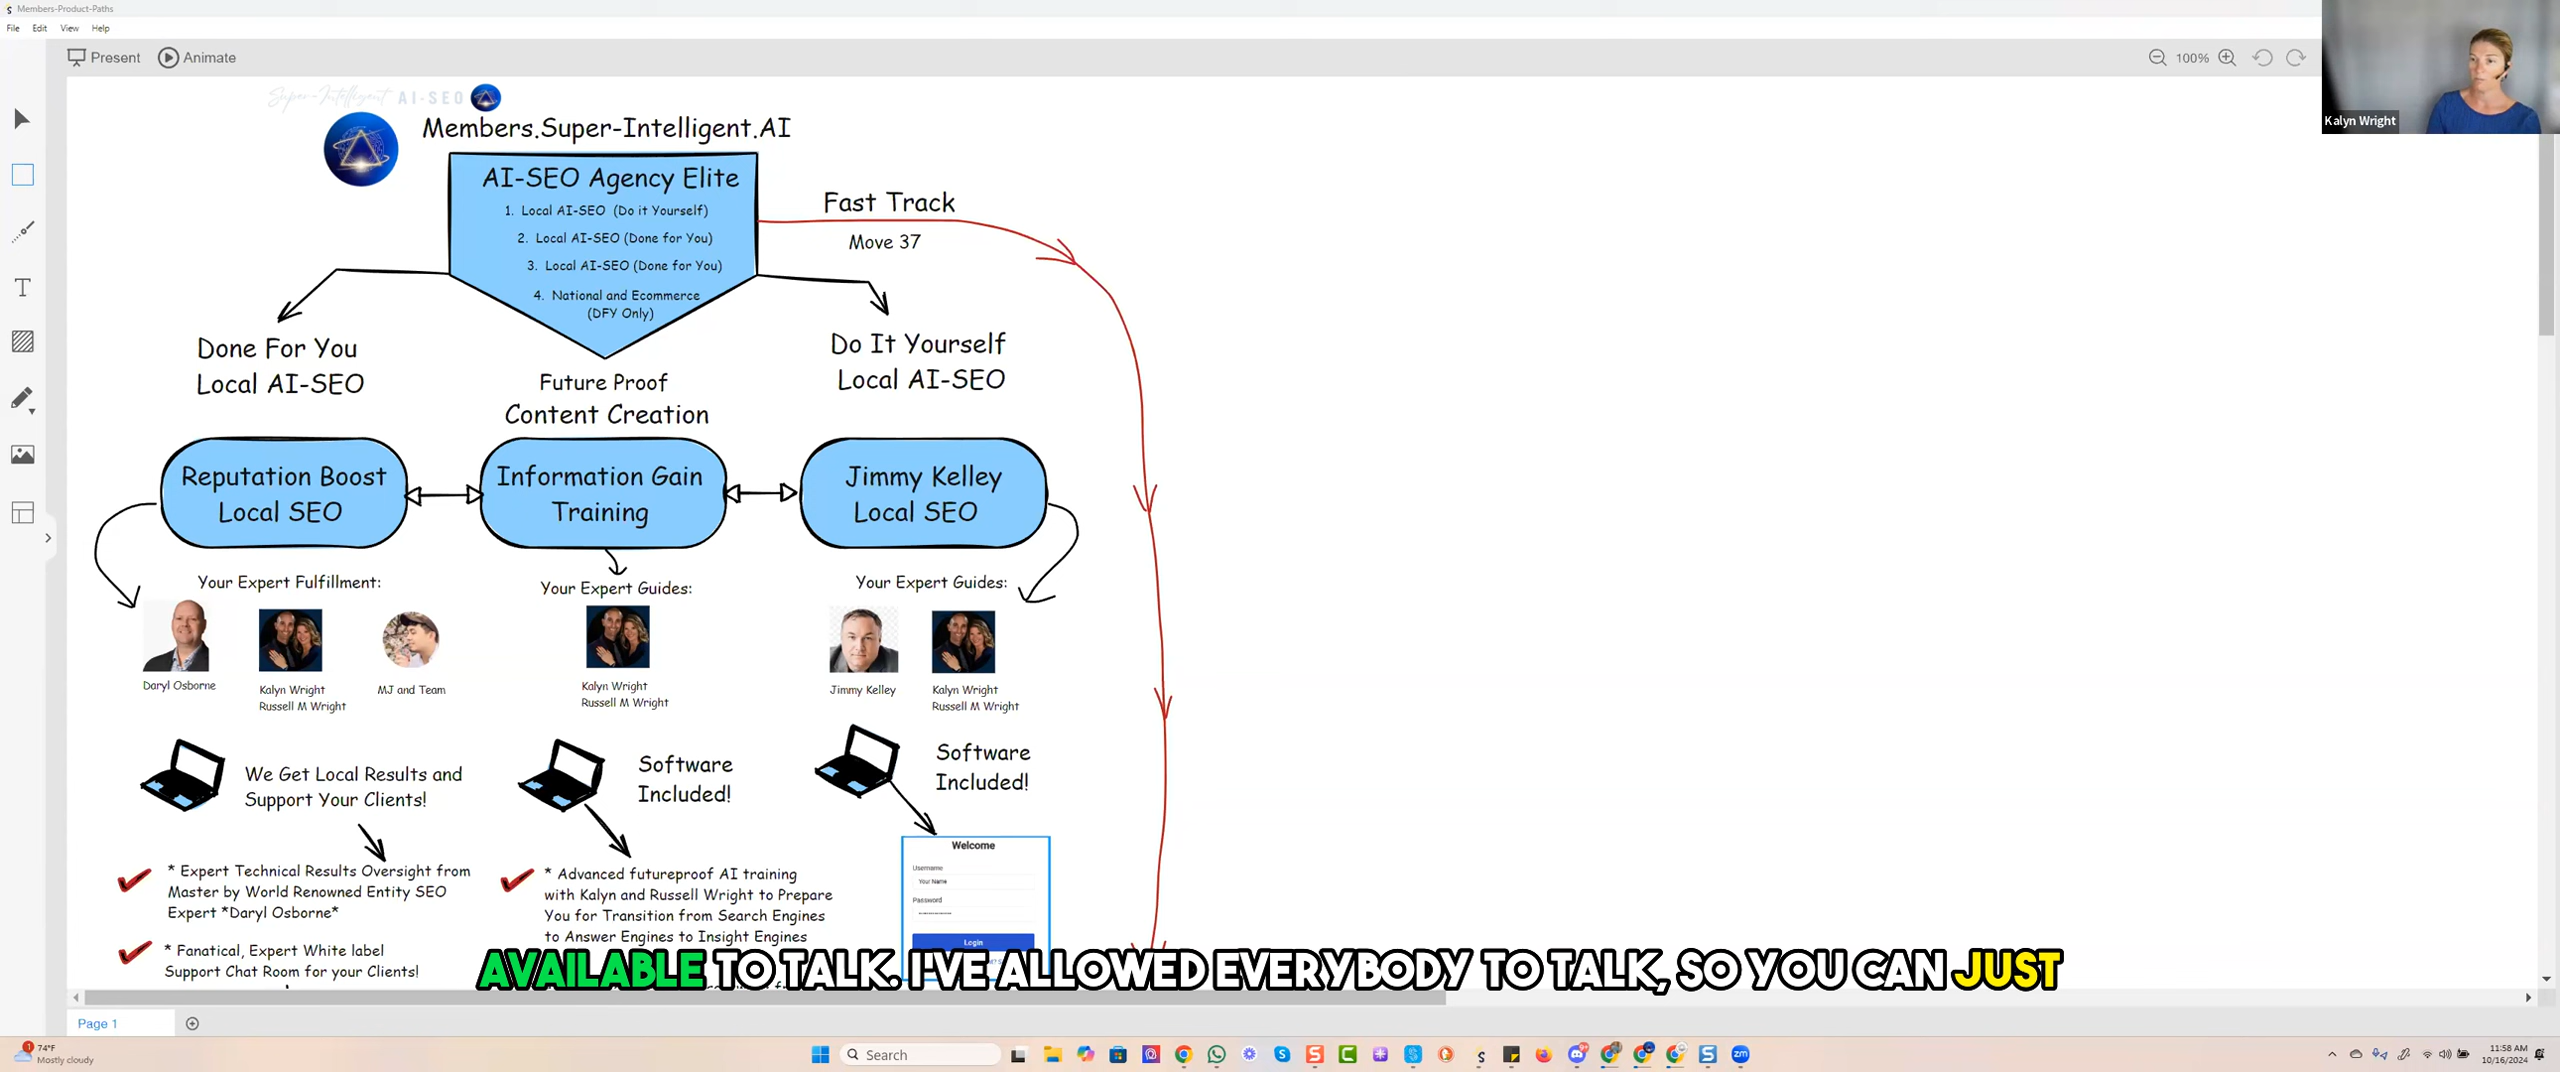 Members-Product-Paths
File Edit View Help
Present Animate
100%
Kalyn Wright
Super-Intelligent AI-SEO
Members.Super-Intelligent.AI
AI-SEO Agency Elite
1. Local AI-SEO (Do it Yourself)
2. Local AI-SEO (Done for You)
3. Local AI-SEO (Done for You)
4. National and Ecommerce
(DFY Only)
Fast Track
Move 37
Done For You
Local AI-SEO
Future Proof
Content Creation
Do It Yourself
Local AI-SEO
Reputation Boost
Local SEO
Information Gain
Training
Jimmy Kelley
Local SEO
Your Expert Fulfillment:
Daryl Osborne
Kalyn Wright
Russell M Wright
MJ and Team
Your Expert Guides:
Kalyn Wright
Russell M Wright
Your Expert Guides:
Jimmy Kelley
Kalyn Wright
Russell M Wright
We Get Local Results and
Support Your Clients!
Software
Included!
Software
Included!
* Expert Technical Results Oversight from
Master by World Renowned Entity SEO
Expert *Daryl Osborne*
* Fanatical, Expert White label
Support Chat Room for your Clients!
* Advanced futureproof AI training
with Kalyn and Russell Wright to Prepare
You for Transition from Search Engines
to Answer Engines to Insight Engines
Welcome
Username
Your Name
Password
Login
AVAILABLE TO TALK. I'VE ALLOWED EVERYBODY TO TALK, SO YOU CAN JUST
Page 1
74°F
Mostly cloudy
Search
11:58 AM
10/16/2024